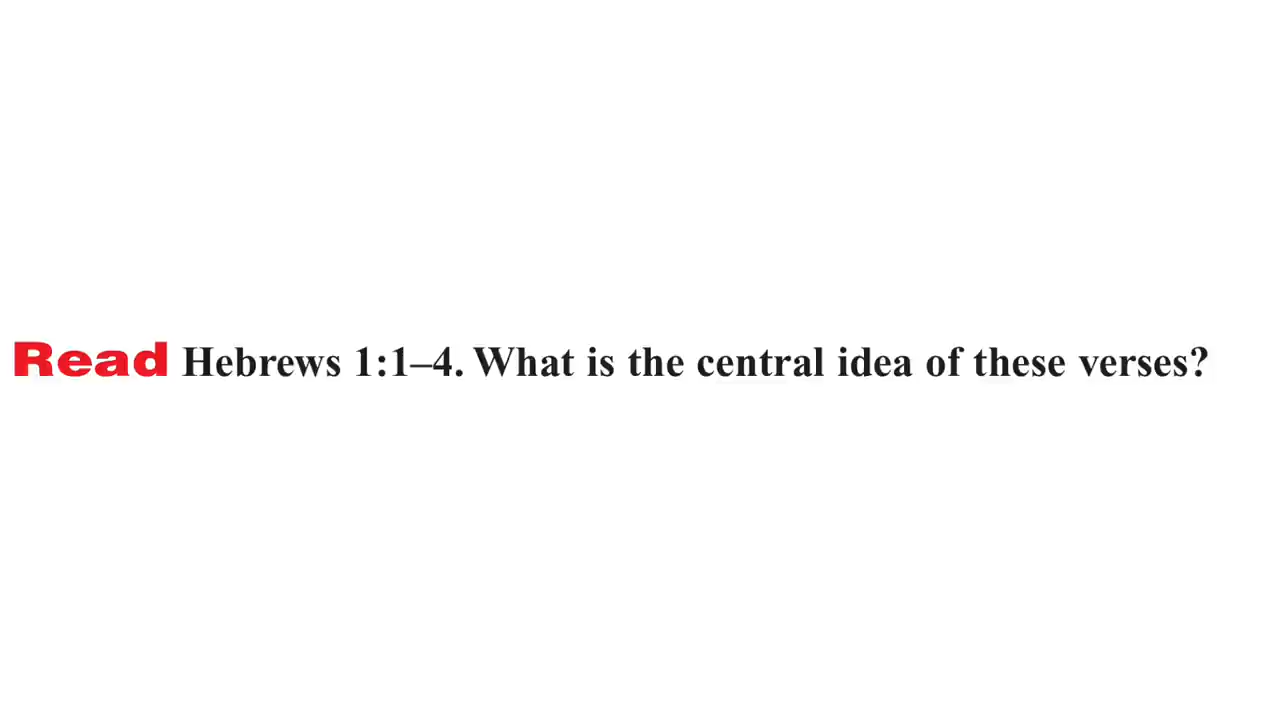 Read Hebrews 1:1–4. What is the central idea of these verses?